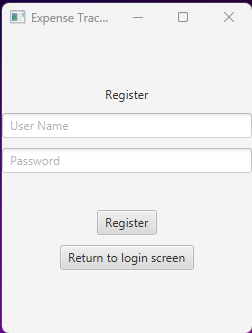 Expense Trac...
Register
User Name
Password
Register
Return to login screen